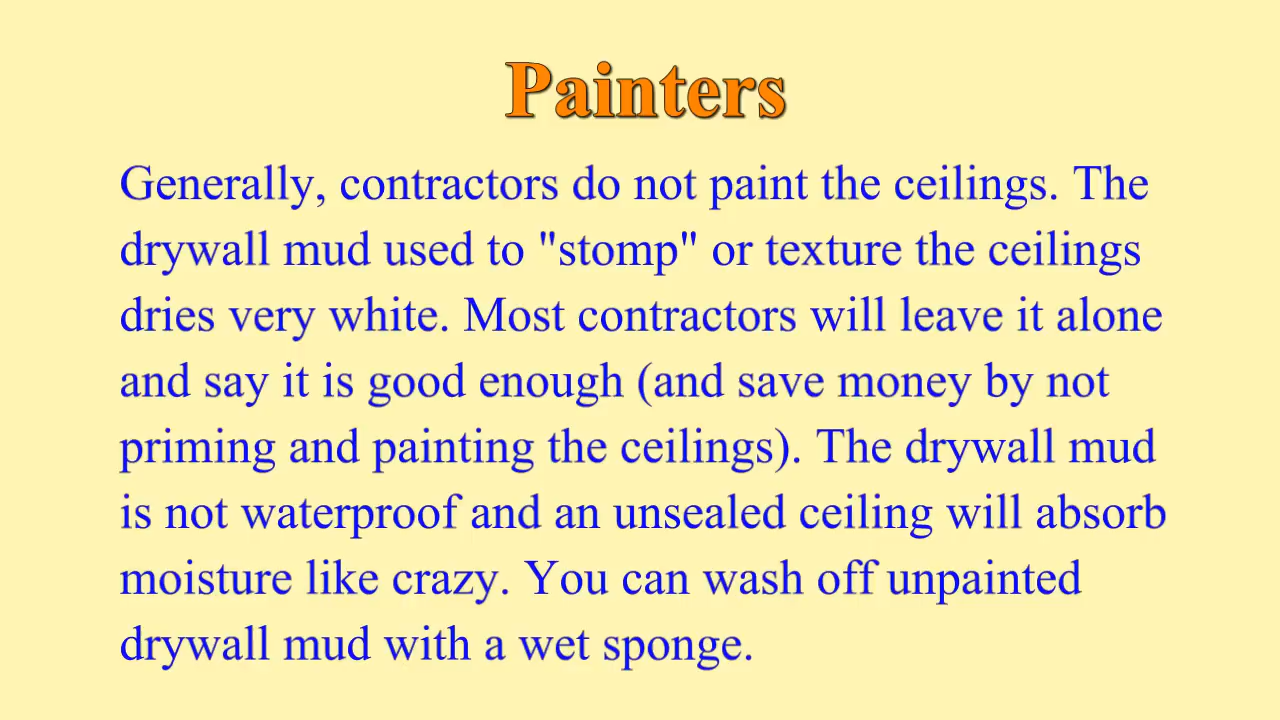 Painters
Generally, contractors do not paint the ceilings. The
drywall mud used to "stomp" or texture the ceilings
dries very white. Most contractors will leave it alone
and say it is good enough (and save money by not
priming and painting the ceilings). The drywall mud
is not waterproof and an unsealed ceiling will absorb
moisture like crazy. You can wash off unpainted
drywall mud with a wet sponge.